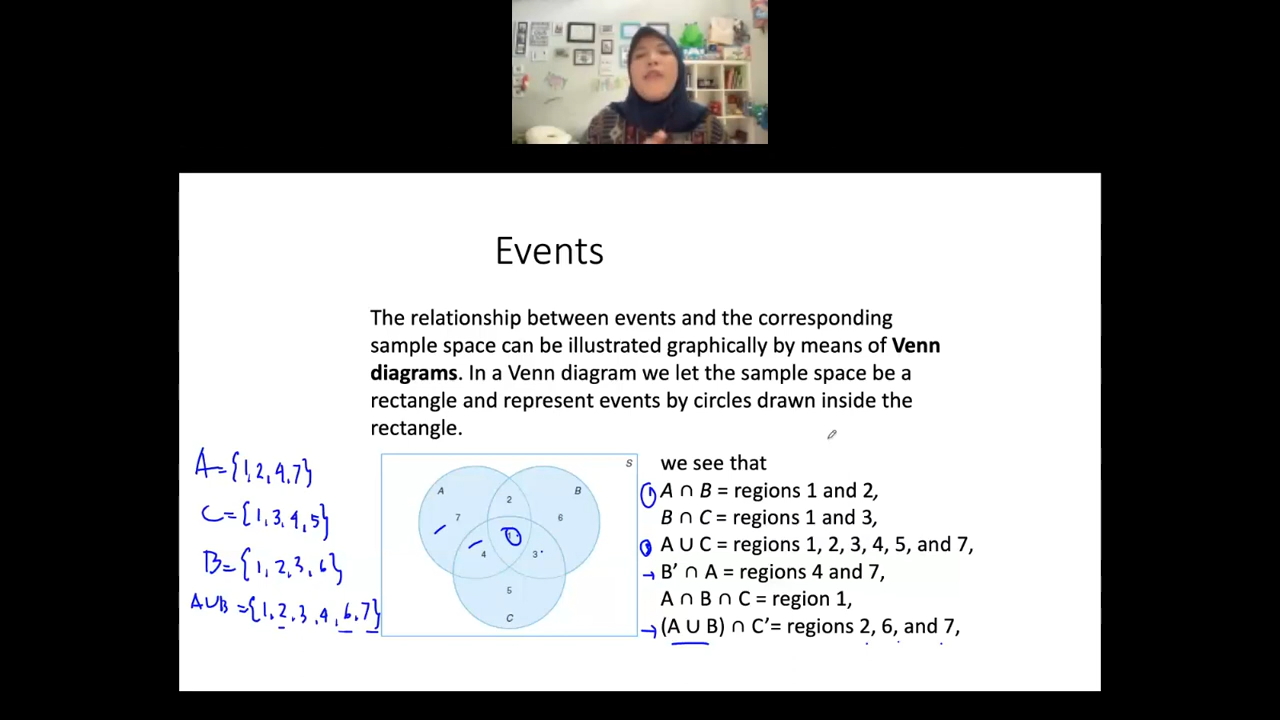 Events
The relationship between events and the corresponding
sample space can be illustrated graphically by means of Venn
diagrams. In a Venn diagram we let the sample space be a
rectangle and represent events by circles drawn inside the
rectangle.
A={1,2,4,7}
C={1,3,4,5}
B={1,2,3,6}
A∪B={1,2,3,4,6,7}
S
A
B
2
7
6
1
4
3
5
C
we see that
A ∩ B = regions 1 and 2,
B ∩ C = regions 1 and 3,
A ∪ C = regions 1, 2, 3, 4, 5, and 7,
B′ ∩ A = regions 4 and 7,
A ∩ B ∩ C = region 1,
(A ∪ B) ∩ C′= regions 2, 6, and 7,